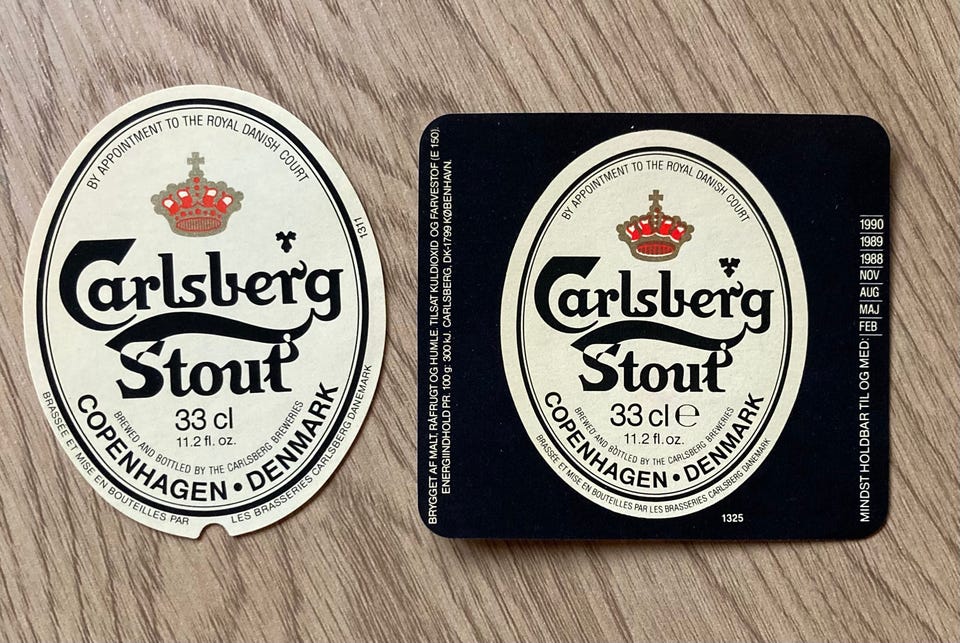 BY APPOINTMENT TO THE ROYAL DANISH COURT
1311
Carlsberg
Stout
33 cl
11.2 fl. oz.
BREWED AND BOTTLED BY THE CARLSBERG BREWERIES
COPENHAGEN • DENMARK
BRASSÉE ET MISE EN BOUTEILLES PAR LES BRASSERIES CARLSBERG DANEMARK
BRYGGET AF MALT, RÅFRUGT OG HUMLE. TILSAT KULDIOXID OG FARVESTOF (E 150).
ENERGIINDHOLD PR. 100 g: 300 kJ. CARLSBERG, DK-1799 KØBENHAVN.
BY APPOINTMENT TO THE ROYAL DANISH COURT
Carlsberg
Stout
33 cl ℮
11.2 fl. oz.
BREWED AND BOTTLED BY THE CARLSBERG BREWERIES
COPENHAGEN • DENMARK
BRASSÉE ET MISE EN BOUTEILLES PAR LES BRASSERIES CARLSBERG DANEMARK
1325
1990
1989
1988
NOV
AUG
MAJ
FEB
MINDST HOLDBAR TIL OG MED: